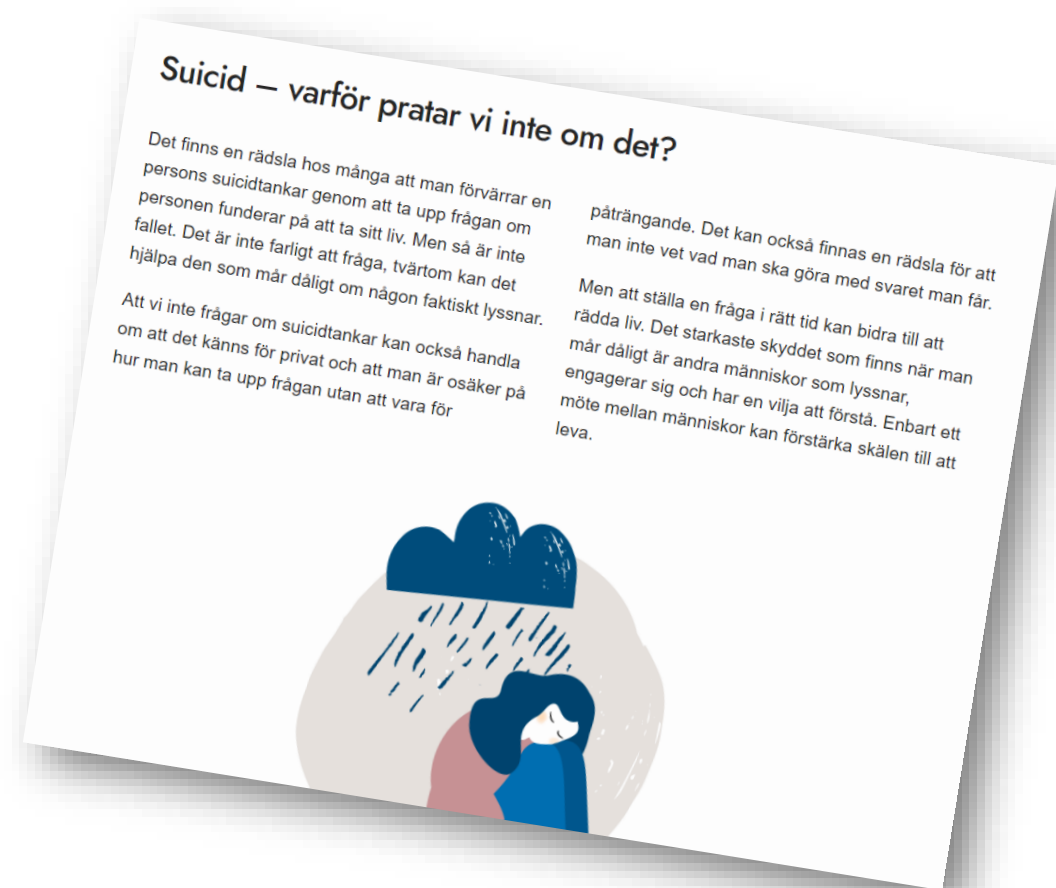 Suicid – varför pratar vi inte om det?
Det finns en rädsla hos många att man förvärrar en
persons suicidtankar genom att ta upp frågan om
personen funderar på att ta sitt liv. Men så är inte
fallet. Det är inte farligt att fråga, tvärtom kan det
hjälpa den som mår dåligt om någon faktiskt lyssnar.
Att vi inte frågar om suicidtankar kan också handla
om att det känns för privat och att man är osäker på
hur man kan ta upp frågan utan att vara för
påträngande. Det kan också finnas en rädsla för att
man inte vet vad man ska göra med svaret man får.
Men att ställa en fråga i rätt tid kan bidra till att
rädda liv. Det starkaste skyddet som finns när man
mår dåligt är andra människor som lyssnar,
engagerar sig och har en vilja att förstå. Enbart ett
möte mellan människor kan förstärka skälen till att
leva.